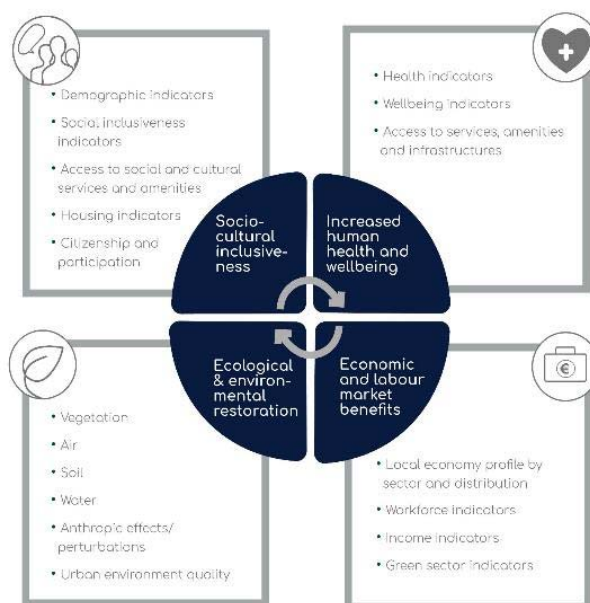 • Demographic indicators
• Social inclusiveness
indicators
• Access to social and cultural
services and amenities
• Housing indicators
• Citizenship and
participation
• Health indicators
• Wellbeing indicators
• Access to services, amenities
and infrastructures
Socio-
cultural
inclusive-
ness
Increased
human
health and
wellbeing
Ecological
& environ-
mental
restoration
Economic
and labour
market
benefits
• Vegetation
• Air
• Soil
• Water
• Anthropic effects/
perturbations
• Urban environment quality
€
• Local economy profile by
sector and distribution
• Workforce indicators
• Income indicators
• Green sector indicators